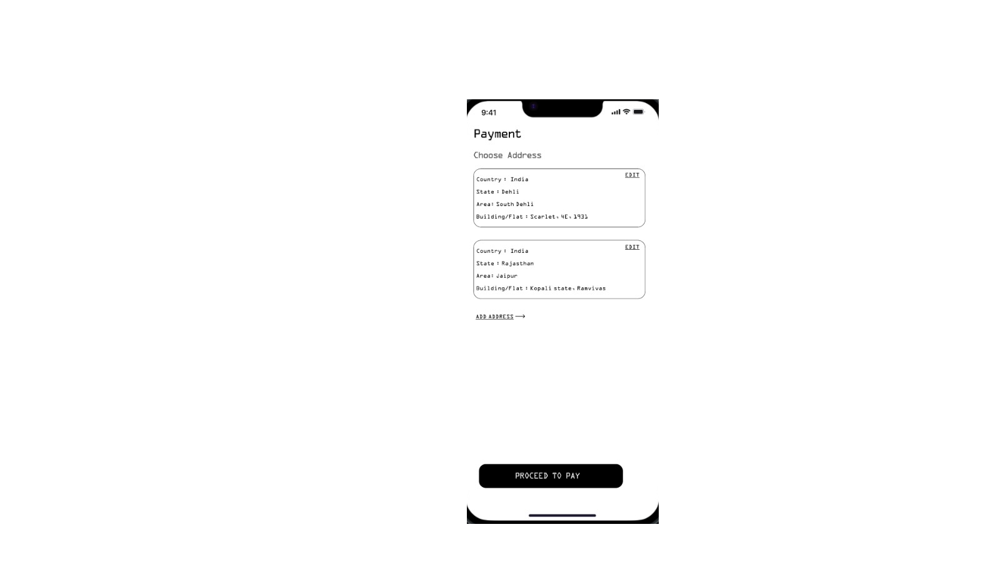 9:41
Payment
Choose Address
EDIT
Country : India
State : Dehli
Area: South Dehli
Building/Flat : Scarlet, 4E, 1931
EDIT
Country : India
State : Rajasthan
Area: Jaipur
Building/Flat : Kopali state, Ramvivas
ADD ADDRESS
PROCEED TO PAY